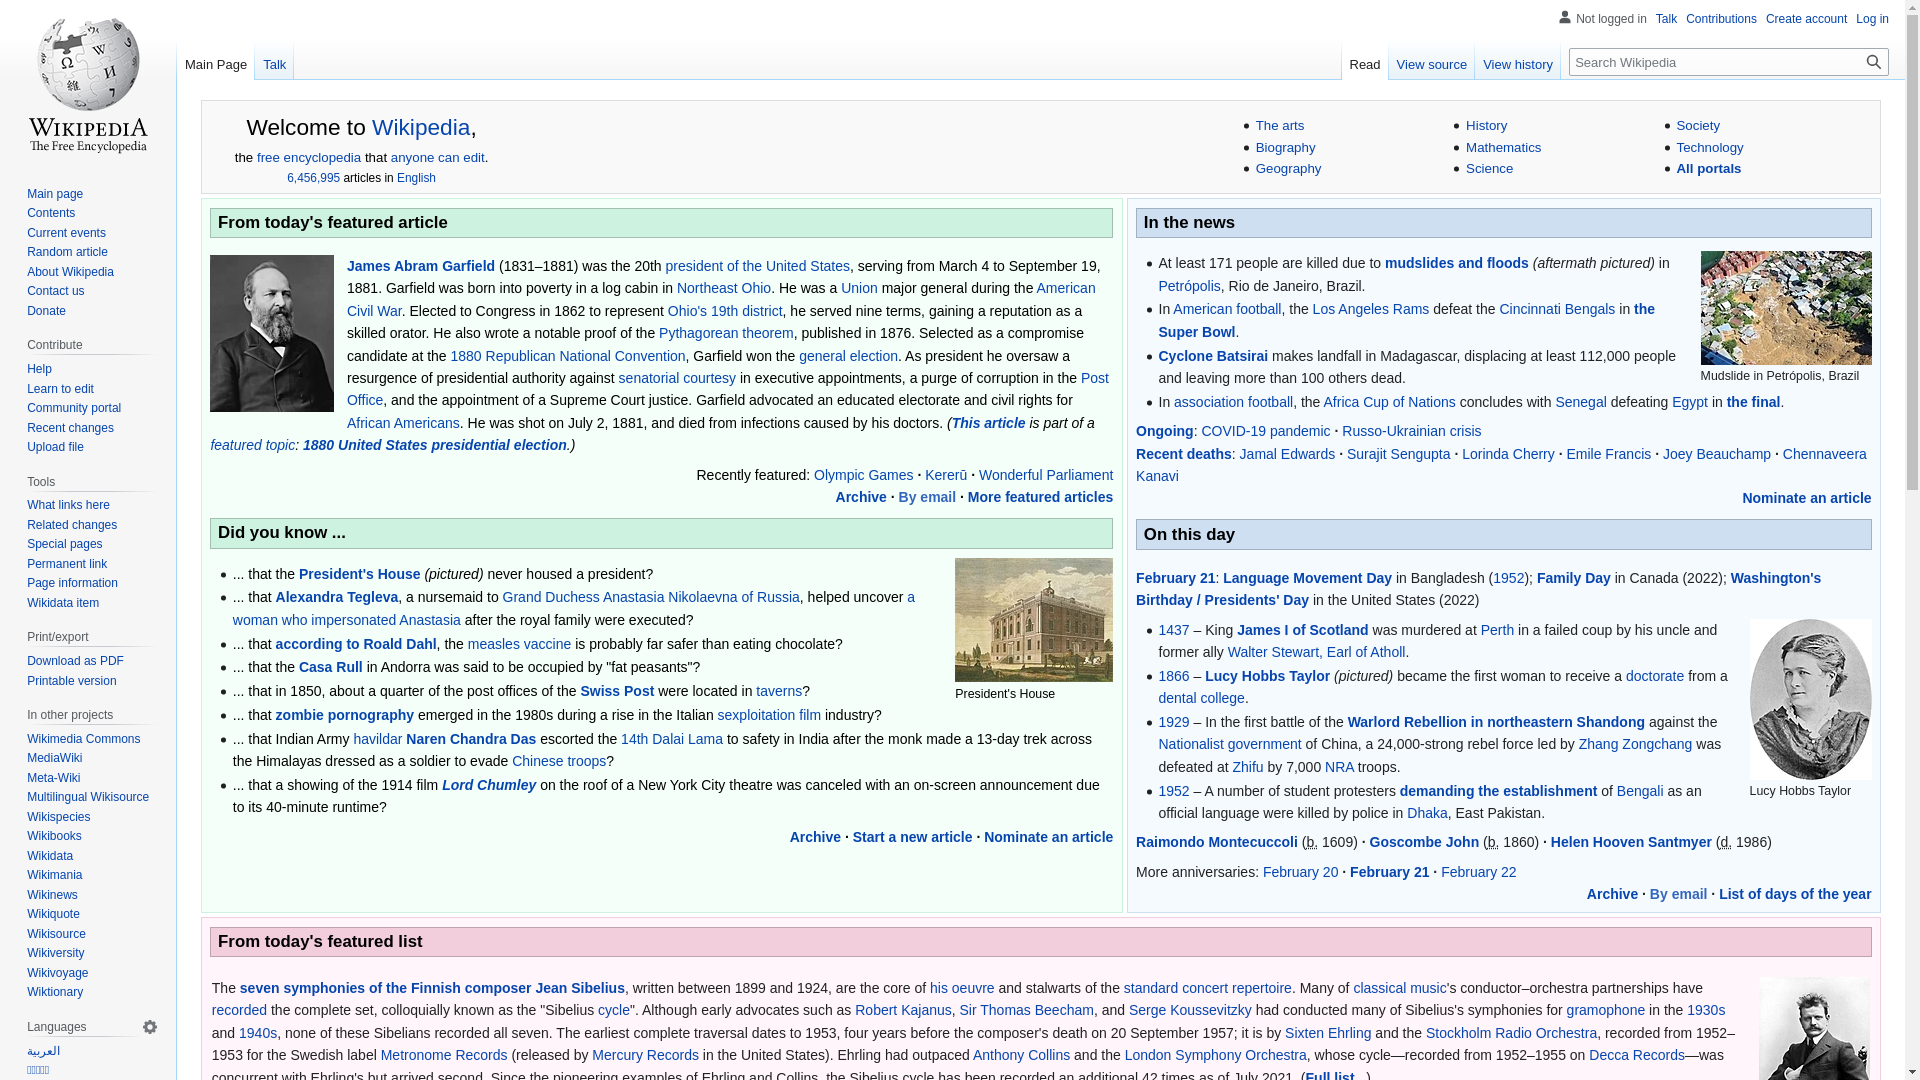 Not logged in Talk Contributions Create account Log in
Main Page Talk Read View source View history Search Wikipedia
WIKIPEDIA
The Free Encyclopedia
Main page
Contents
Current events
Random article
About Wikipedia
Contact us
Donate
Contribute
Help
Learn to edit
Community portal
Recent changes
Upload file
Tools
What links here
Related changes
Special pages
Permanent link
Page information
Wikidata item
Print/export
Download as PDF
Printable version
In other projects
Wikimedia Commons
MediaWiki
Meta-Wiki
Multilingual Wikisource
Wikispecies
Wikibooks
Wikidata
Wikimania
Wikinews
Wikiquote
Wikisource
Wikiversity
Wikivoyage
Wiktionary
Languages
العربية
Welcome to Wikipedia,
the free encyclopedia that anyone can edit.
6,456,995 articles in English
The arts
Biography
Geography
History
Mathematics
Science
Society
Technology
All portals
From today's featured article
James Abram Garfield (1831–1881) was the 20th president of the United States, serving from March 4 to September 19,
1881. Garfield was born into poverty in a log cabin in Northeast Ohio. He was a Union major general during the American
Civil War. Elected to Congress in 1862 to represent Ohio's 19th district, he served nine terms, gaining a reputation as a
skilled orator. He also wrote a notable proof of the Pythagorean theorem, published in 1876. Selected as a compromise
candidate at the 1880 Republican National Convention, Garfield won the general election. As president he oversaw a
resurgence of presidential authority against senatorial courtesy in executive appointments, a purge of corruption in the Post
Office, and the appointment of a Supreme Court justice. Garfield advocated an educated electorate and civil rights for
African Americans. He was shot on July 2, 1881, and died from infections caused by his doctors. (This article is part of a
featured topic: 1880 United States presidential election.)
Recently featured: Olympic Games · Kererū · Wonderful Parliament
Archive · By email · More featured articles
Did you know ...
... that the President's House (pictured) never housed a president?
... that Alexandra Tegleva, a nursemaid to Grand Duchess Anastasia Nikolaevna of Russia, helped uncover a
woman who impersonated Anastasia after the royal family were executed?
... that according to Roald Dahl, the measles vaccine is probably far safer than eating chocolate?
... that the Casa Rull in Andorra was said to be occupied by "fat peasants"?
... that in 1850, about a quarter of the post offices of the Swiss Post were located in taverns?
... that zombie pornography emerged in the 1980s during a rise in the Italian sexploitation film industry?
... that Indian Army havildar Naren Chandra Das escorted the 14th Dalai Lama to safety in India after the monk made a 13-day trek across
the Himalayas dressed as a soldier to evade Chinese troops?
... that a showing of the 1914 film Lord Chumley on the roof of a New York City theatre was canceled with an on-screen announcement due
to its 40-minute runtime?
President's House
Archive · Start a new article · Nominate an article
In the news
At least 171 people are killed due to mudslides and floods (aftermath pictured) in
Petrópolis, Rio de Janeiro, Brazil.
In American football, the Los Angeles Rams defeat the Cincinnati Bengals in the
Super Bowl.
Cyclone Batsirai makes landfall in Madagascar, displacing at least 112,000 people
and leaving more than 100 others dead.
In association football, the Africa Cup of Nations concludes with Senegal defeating Egypt in the final.
Mudslide in Petrópolis, Brazil
Ongoing: COVID-19 pandemic · Russo-Ukrainian crisis
Recent deaths: Jamal Edwards · Surajit Sengupta · Lorinda Cherry · Emile Francis · Joey Beauchamp · Chennaveera
Kanavi
Nominate an article
On this day
February 21: Language Movement Day in Bangladesh (1952); Family Day in Canada (2022); Washington's
Birthday / Presidents' Day in the United States (2022)
1437 – King James I of Scotland was murdered at Perth in a failed coup by his uncle and
former ally Walter Stewart, Earl of Atholl.
1866 – Lucy Hobbs Taylor (pictured) became the first woman to receive a doctorate from a
dental college.
1929 – In the first battle of the Warlord Rebellion in northeastern Shandong against the
Nationalist government of China, a 24,000-strong rebel force led by Zhang Zongchang was
defeated at Zhifu by 7,000 NRA troops.
1952 – A number of student protesters demanding the establishment of Bengali as an
official language were killed by police in Dhaka, East Pakistan.
Lucy Hobbs Taylor
Raimondo Montecuccoli (b. 1609) · Goscombe John (b. 1860) · Helen Hooven Santmyer (d. 1986)
More anniversaries: February 20 · February 21 · February 22
Archive · By email · List of days of the year
From today's featured list
The seven symphonies of the Finnish composer Jean Sibelius, written between 1899 and 1924, are the core of his oeuvre and stalwarts of the standard concert repertoire. Many of classical music's conductor–orchestra partnerships have
recorded the complete set, colloquially known as the "Sibelius cycle". Although early advocates such as Robert Kajanus, Sir Thomas Beecham, and Serge Koussevitzky had conducted many of Sibelius's symphonies for gramophone in the 1930s
and 1940s, none of these Sibelians recorded all seven. The earliest complete traversal dates to 1953, four years before the composer's death on 20 September 1957; it is by Sixten Ehrling and the Stockholm Radio Orchestra, recorded from 1952–
1953 for the Swedish label Metronome Records (released by Mercury Records in the United States). Ehrling had outpaced Anthony Collins and the London Symphony Orchestra, whose cycle—recorded from 1952–1955 on Decca Records—was
concurrent with Ehrling's but arrived second. Since the pioneering examples of Ehrling and Collins, the Sibelius cycle has been recorded an additional 42 times as of July 2021. (Full list...)